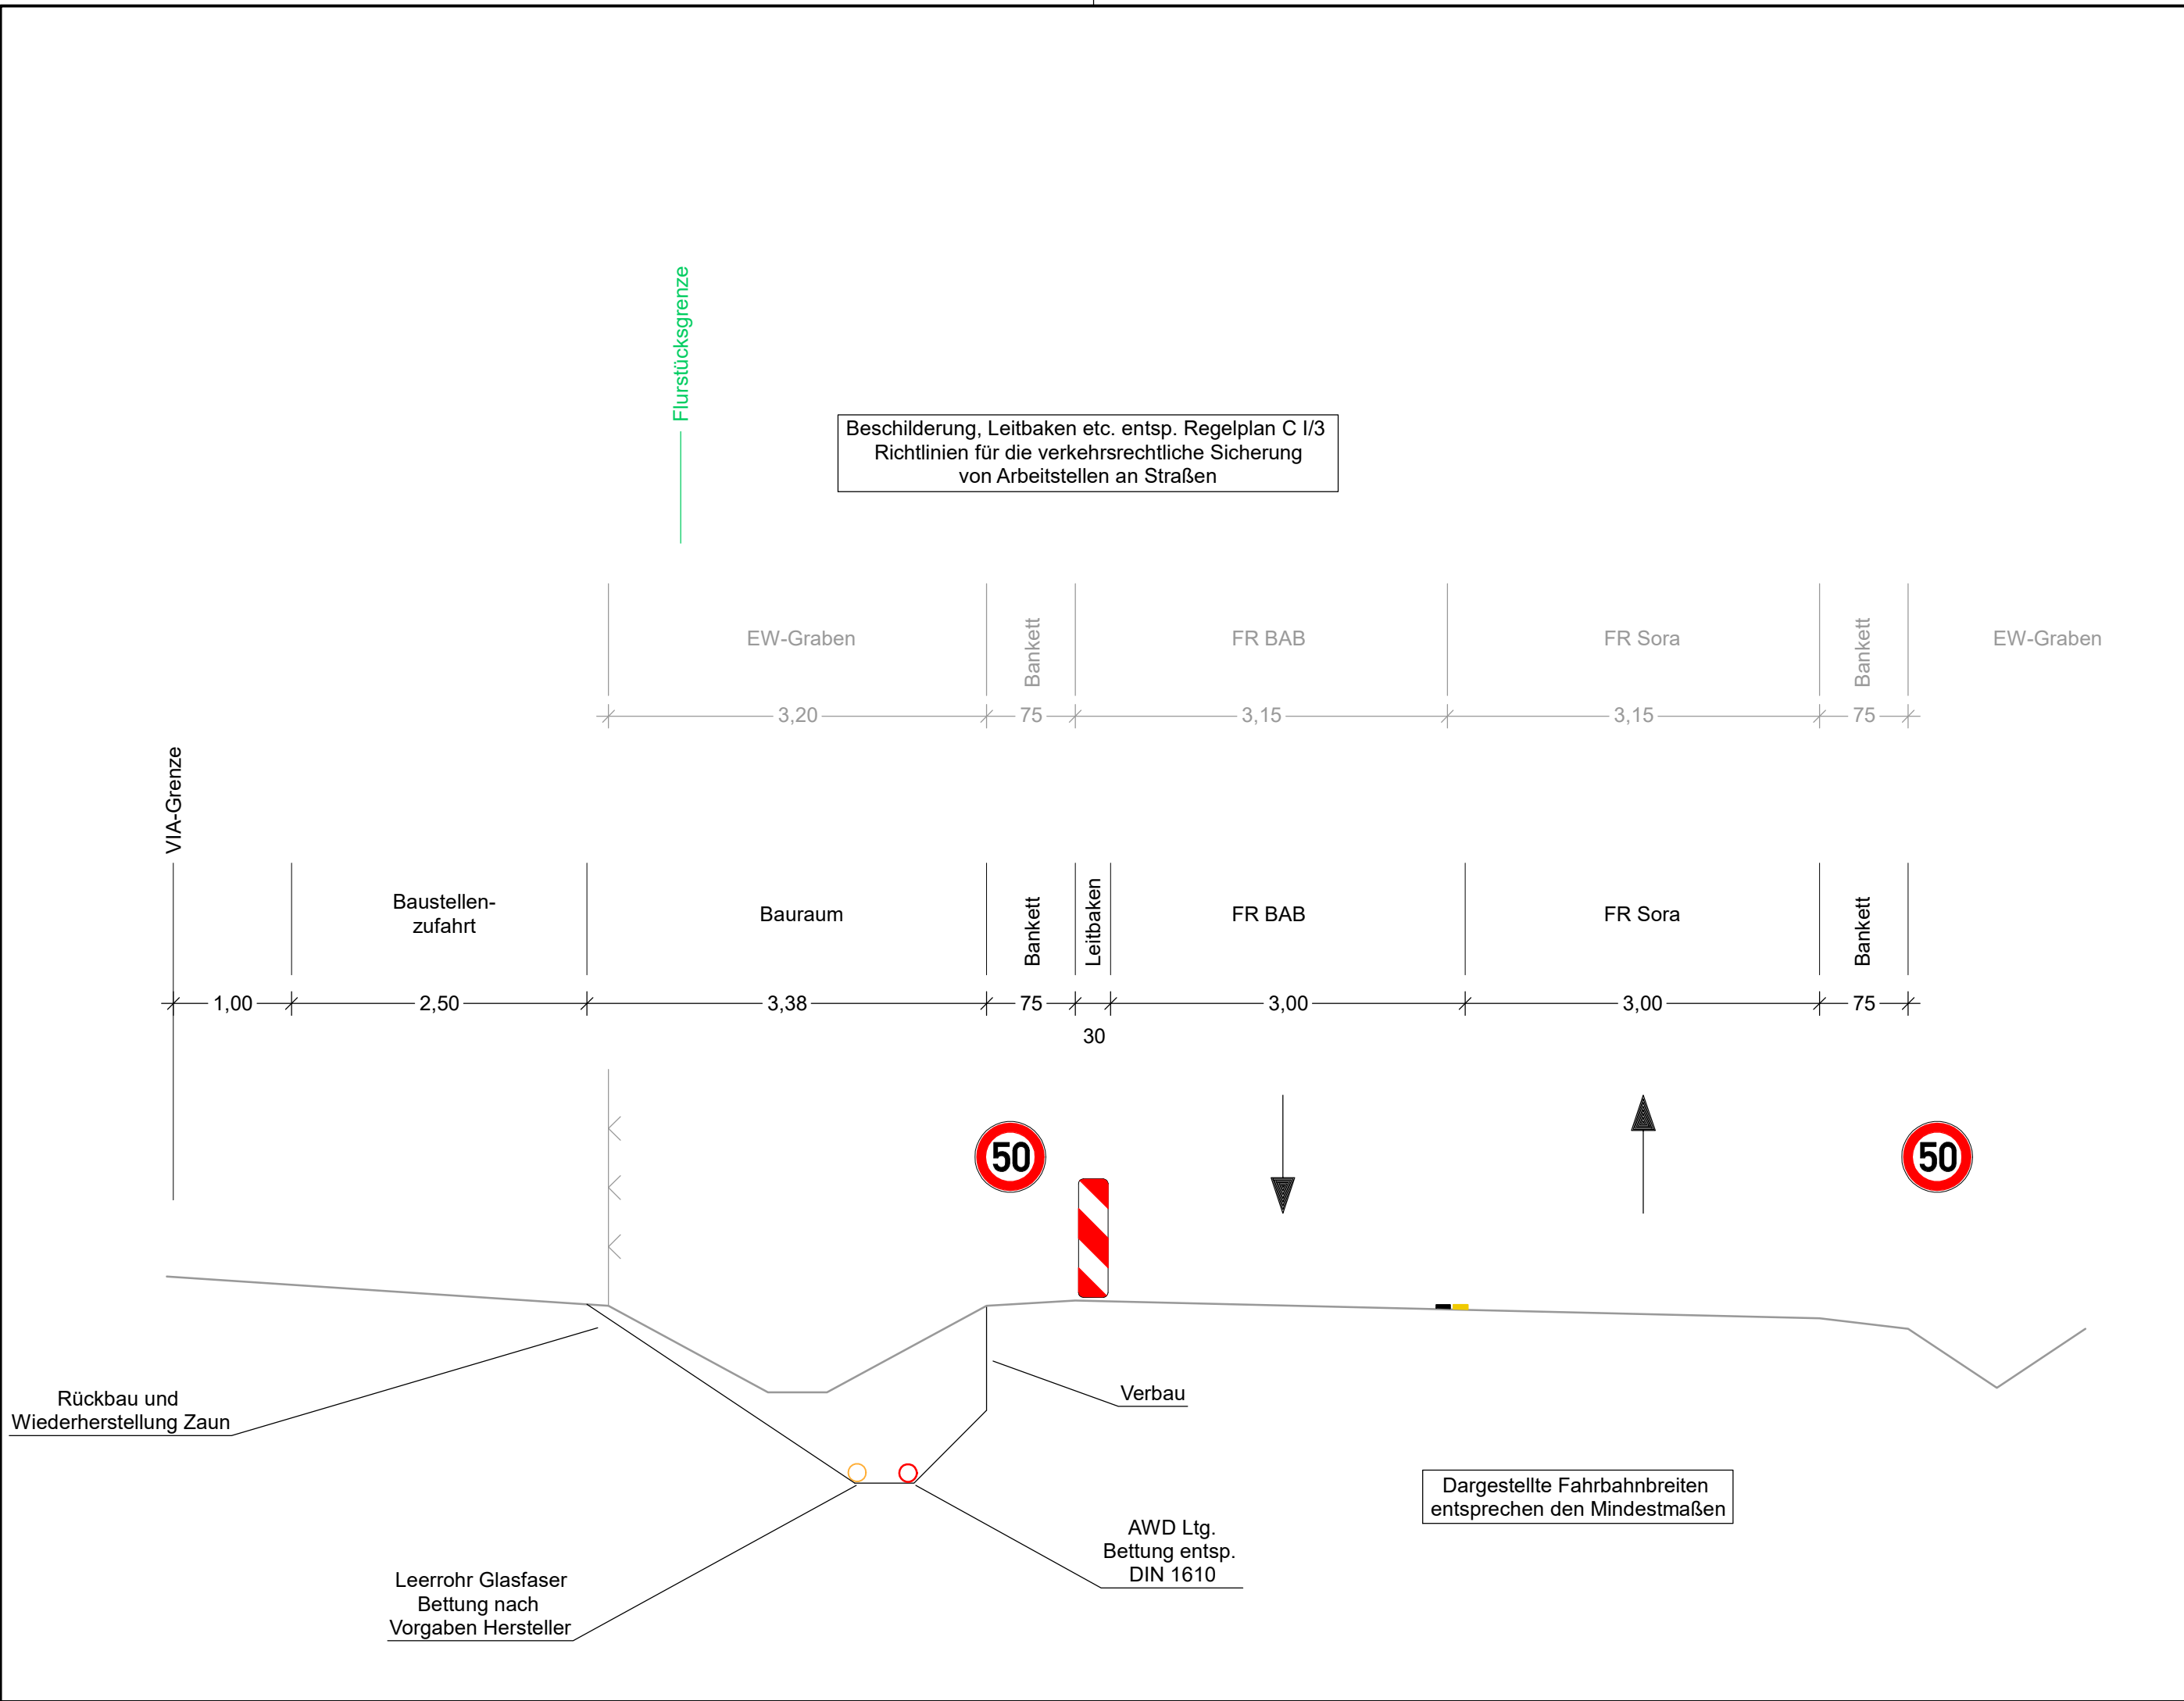 Flurstücksgrenze
Beschilderung, Leitbaken etc. entsp. Regelplan C I/3
Richtlinien für die verkehrsrechtliche Sicherung
von Arbeitstellen an Straßen
EW-Graben
Bankett
FR BAB
FR Sora
Bankett
EW-Graben
3,20
75
3,15
3,15
75
VIA-Grenze
Baustellen-
zufahrt
Bauraum
Bankett
Leitbaken
FR BAB
FR Sora
Bankett
1,00
2,50
3,38
75
30
3,00
3,00
75
50
50
Rückbau und
Wiederherstellung Zaun
Verbau
Dargestellte Fahrbahnbreiten
entsprechen den Mindestmaßen
AWD Ltg.
Bettung entsp.
DIN 1610
Leerrohr Glasfaser
Bettung nach
Vorgaben Hersteller